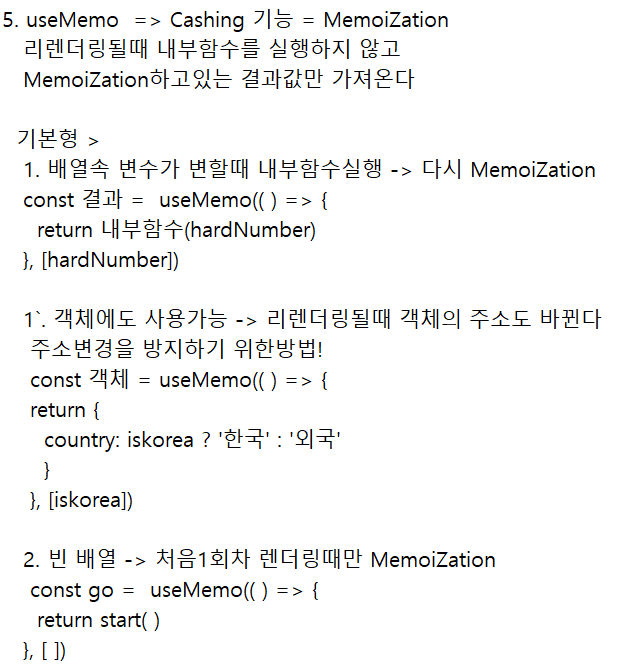 5. useMemo => Cashing 기능 = MemoiZation
리렌더링될때 내부함수를 실행하지 않고
MemoiZation하고있는 결과값만 가져온다
기본형 >
1. 배열속 변수가 변할때 내부함수실행 -> 다시 MemoiZation
const 결과 = useMemo(( ) => {
return 내부함수(hardNumber)
}, [hardNumber])
1`. 객체에도 사용가능 -> 리렌더링될때 객체의 주소도 바뀐다
주소변경을 방지하기 위한방법!
const 객체 = useMemo(( ) => {
return {
country: iskorea ? '한국' : '외국'
}
}, [iskorea])
2. 빈 배열 -> 처음1회차 렌더링때만 MemoiZation
const go = useMemo(( ) => {
return start( )
}, [ ])